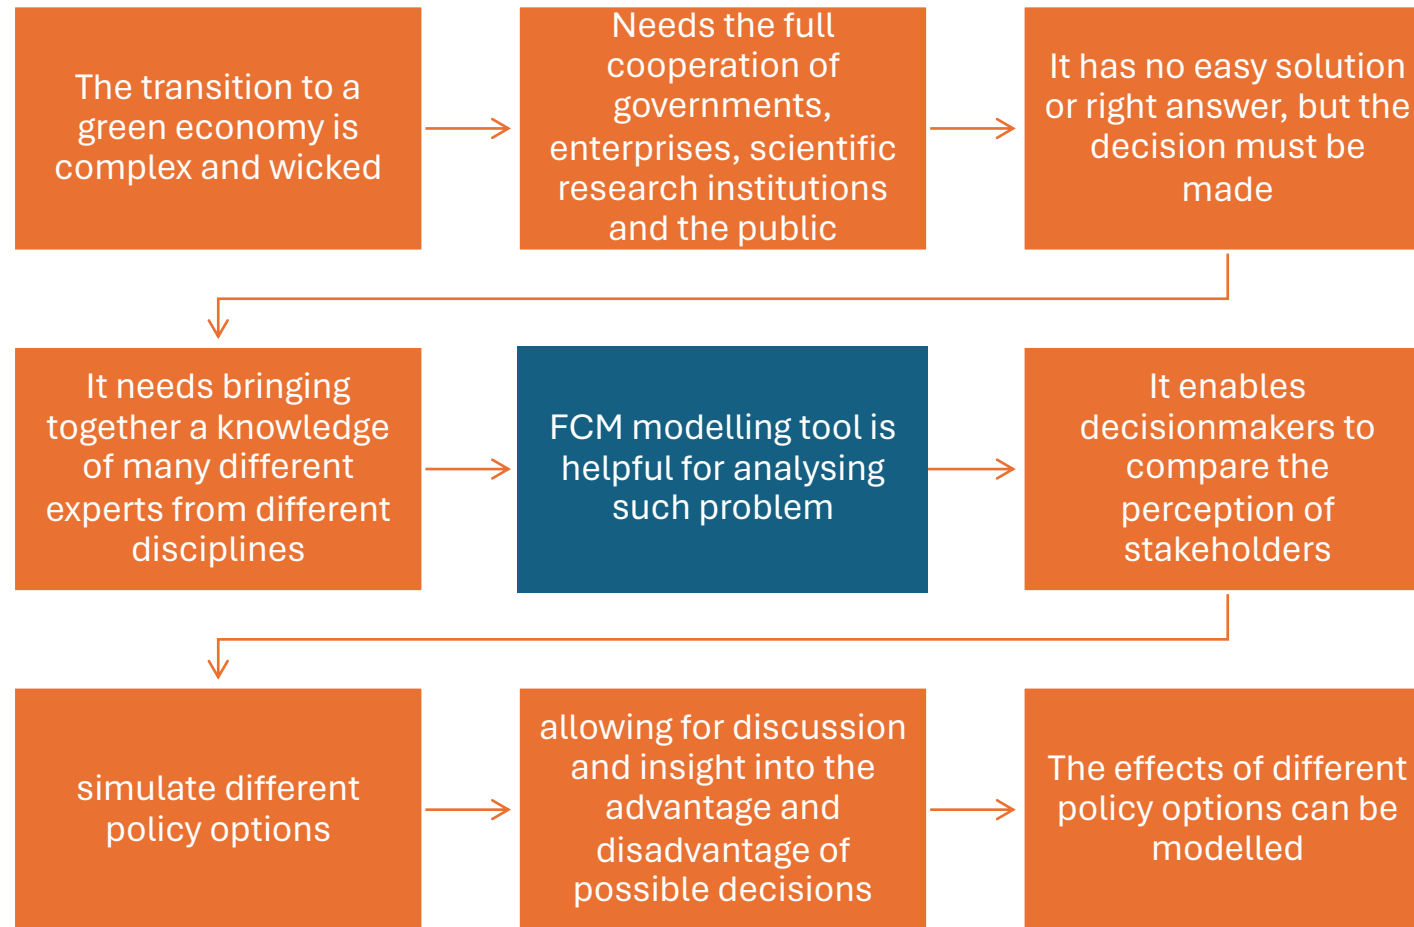 The transition to a
green economy is
complex and wicked
Needs the full
cooperation of
governments,
enterprises, scientific
research institutions
and the public
It has no easy solution
or right answer, but the
decision must be
made
It needs bringing
together a knowledge
of many different
experts from different
disciplines
FCM modelling tool is
helpful for analysing
such problem
It enables
decisionmakers to
compare the
perception of
stakeholders
simulate different
policy options
allowing for discussion
and insight into the
advantage and
disadvantage of
possible decisions
The effects of different
policy options can be
modelled